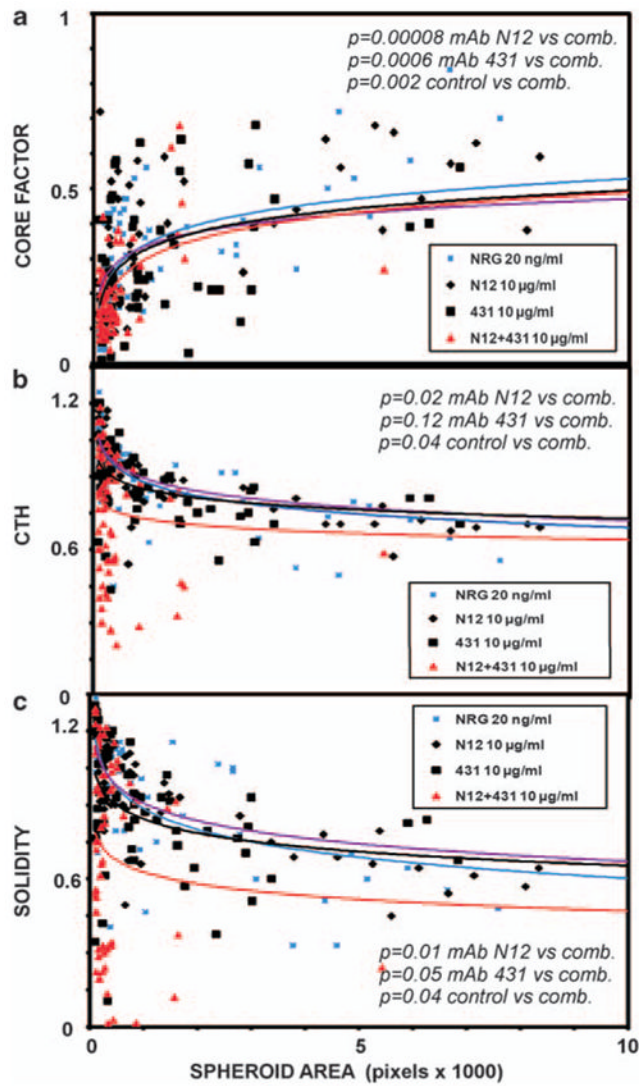 a
1
p=0.00008 mAb N12 vs comb.
p=0.0006 mAb 431 vs comb.
p=0.002 control vs comb.
CORE FACTOR
0.5
NRG 20 ng/ml
N12 10 µg/ml
431 10 µg/ml
N12+431 10 µg/ml
0
b
1.2
p=0.02 mAb N12 vs comb.
p=0.12 mAb 431 vs comb.
p=0.04 control vs comb.
CTH
0.6
NRG 20 ng/ml
N12 10 µg/ml
431 10 µg/ml
N12+431 10 µg/ml
0
c
1.2
NRG 20 ng/ml
N12 10 µg/ml
431 10 µg/ml
N12+431 10 µg/ml
SOLIDITY
0.6
p=0.01 mAb N12 vs comb.
p=0.05 mAb 431 vs comb.
p=0.04 control vs comb.
0
0 5 10
SPHEROID AREA (pixels x 1000)